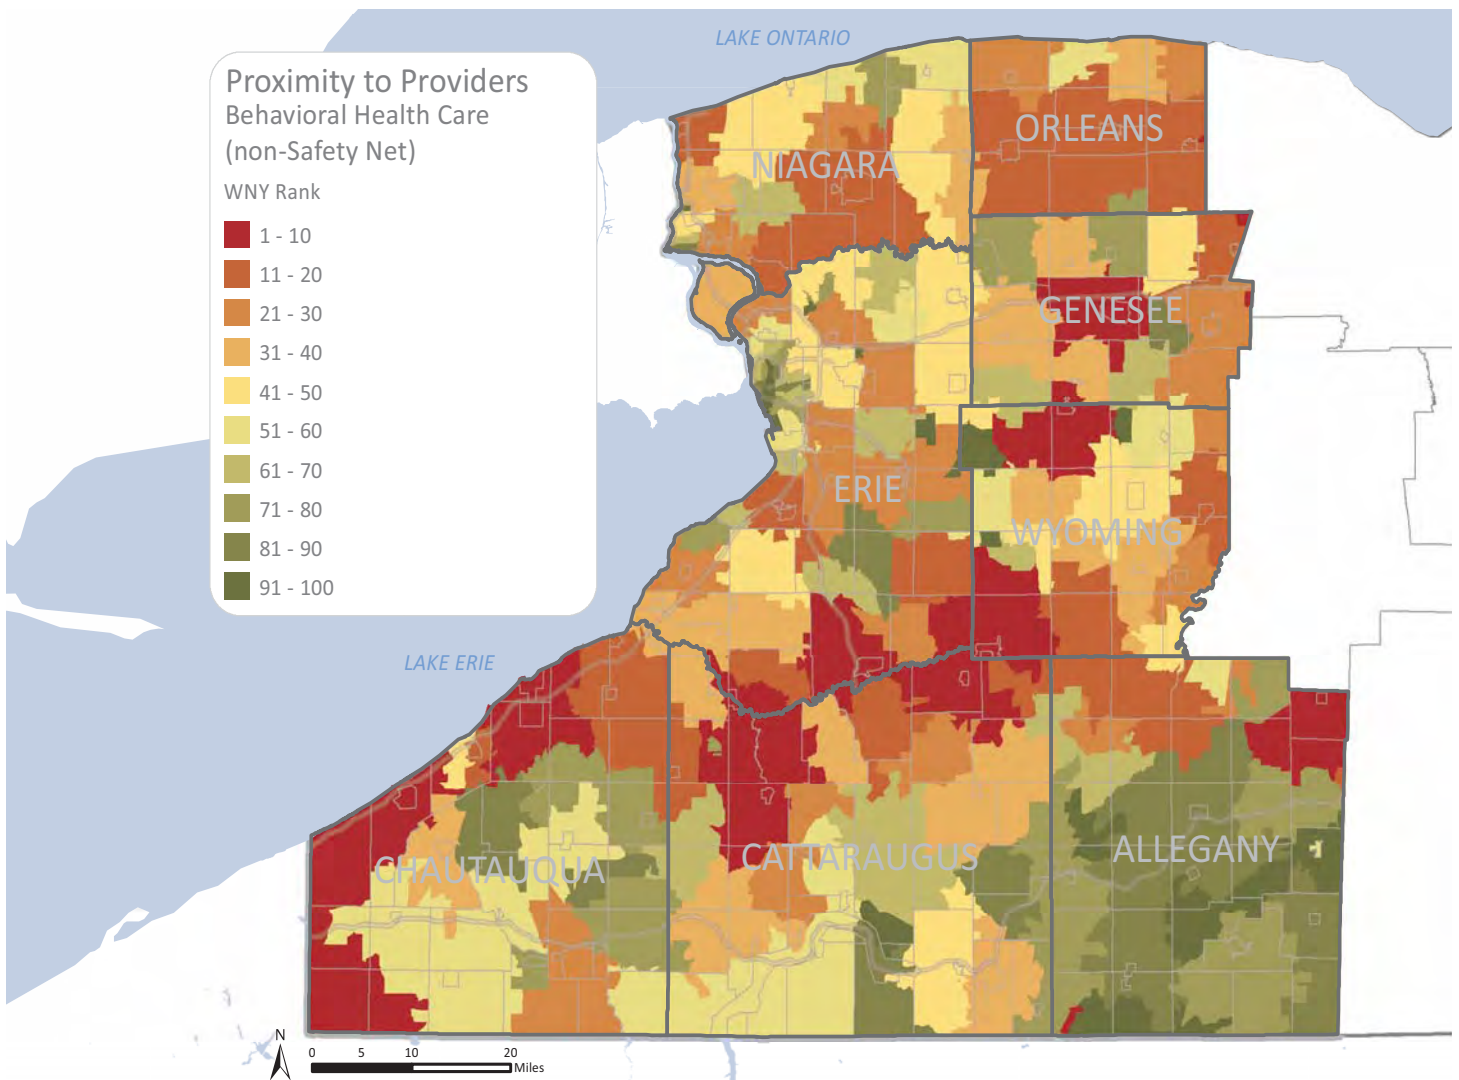 LAKE ONTARIO
Proximity to Providers
Behavioral Health Care
(non-Safety Net)
WNY Rank
1 - 10
11 - 20
21 - 30
31 - 40
41 - 50
51 - 60
61 - 70
71 - 80
81 - 90
91 - 100
ORLEANS
NIAGARA
GENESEE
ERIE
WYOMING
LAKE ERIE
CHAUTAUQUA
CATTARAUGUS
ALLEGANY
N
0 5 10 20
Miles